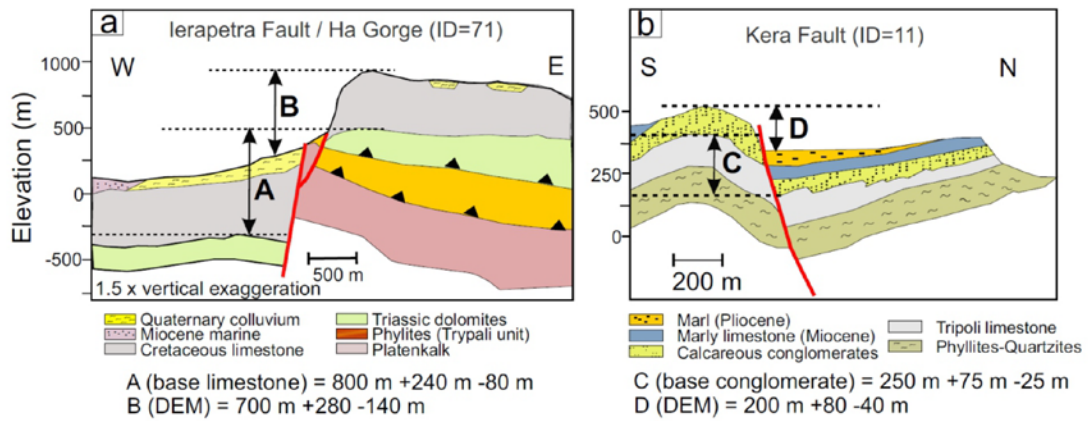 a
Ierapetra Fault / Ha Gorge (ID=71)
W
E
Elevation (m)
1000
500
0
-500
B
A
500 m
1.5 x vertical exaggeration
Quaternary colluvium
Miocene marine
Cretaceous limestone
Triassic dolomites
Phylites (Trypali unit)
Platenkalk
A (base limestone) = 800 m +240 m -80 m
B (DEM) = 700 m +280 -140 m
b
Kera Fault (ID=11)
S
N
500
250
0
D
C
200 m
Marl (Pliocene)
Marly limestone (Miocene)
Calcareous conglomerates
Tripoli limestone
Phyllites-Quartzites
C (base conglomerate) = 250 m +75 m -25 m
D (DEM) = 200 m +80 -40 m